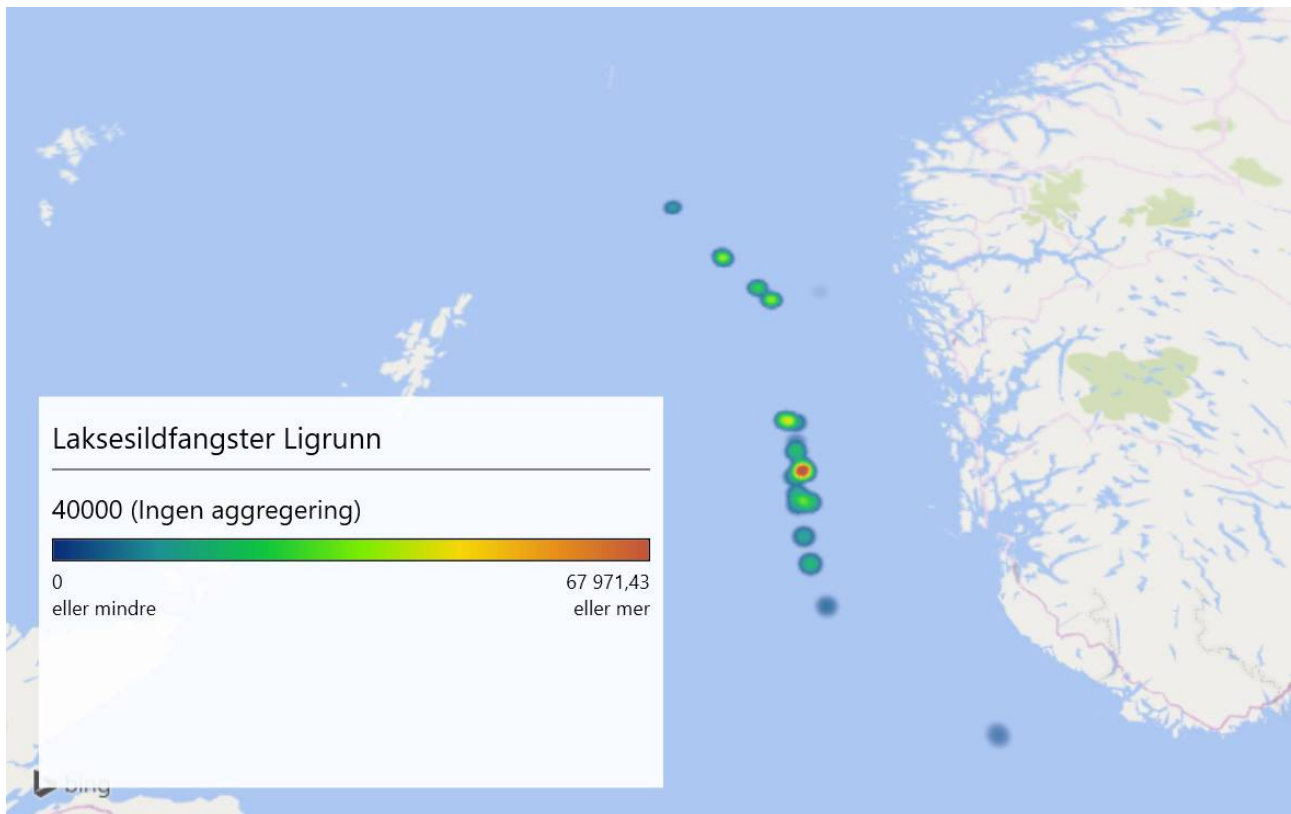 Laksesildfangster Ligrunn
40000 (Ingen aggregering)
0
67 971,43
eller mindre
eller mer
bing